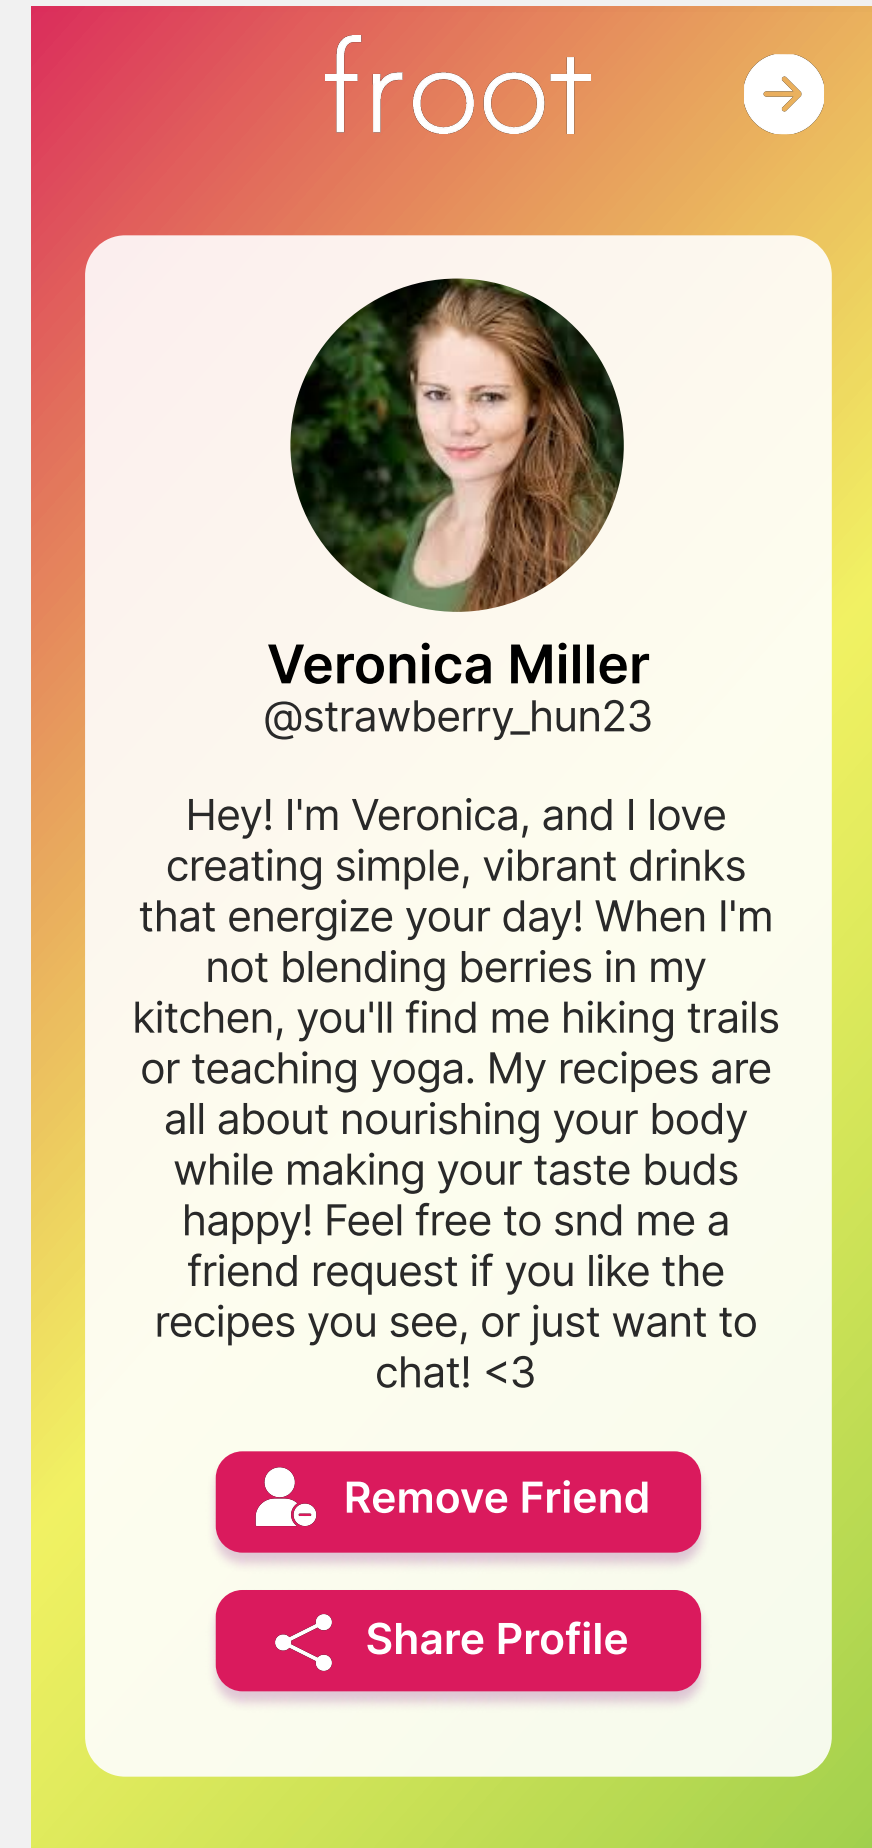 froot
Veronica Miller
@strawberry_hun23
Hey! I'm Veronica, and I love
creating simple, vibrant drinks
that energize your day! When I'm
not blending berries in my
kitchen, you'll find me hiking trails
or teaching yoga. My recipes are
all about nourishing your body
while making your taste buds
happy! Feel free to snd me a
friend request if you like the
recipes you see, or just want to
chat! <3
Remove Friend
Share Profile